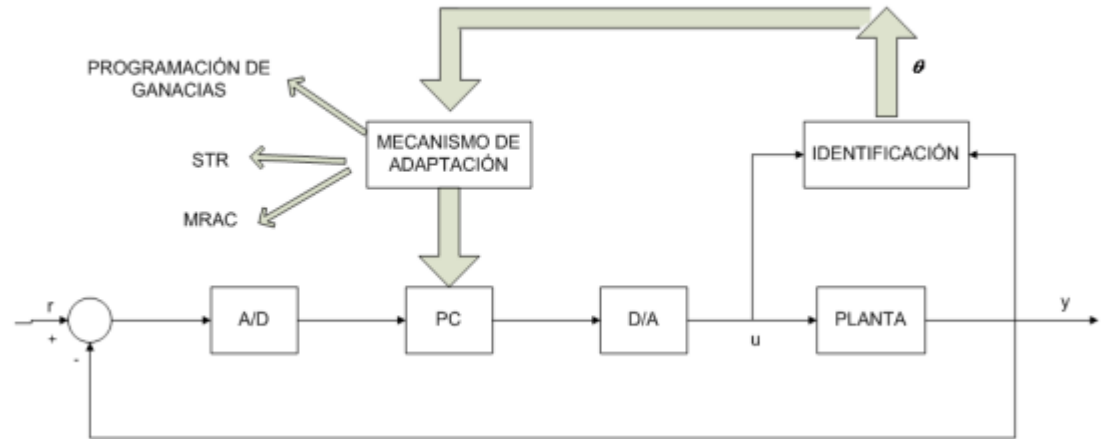 θ
PROGRAMACIÓN DE
GANACIAS
MECANISMO DE
ADAPTACIÓN
IDENTIFICACIÓN
STR
MRAC
r
+
-
A/D
PC
D/A
u
PLANTA
y